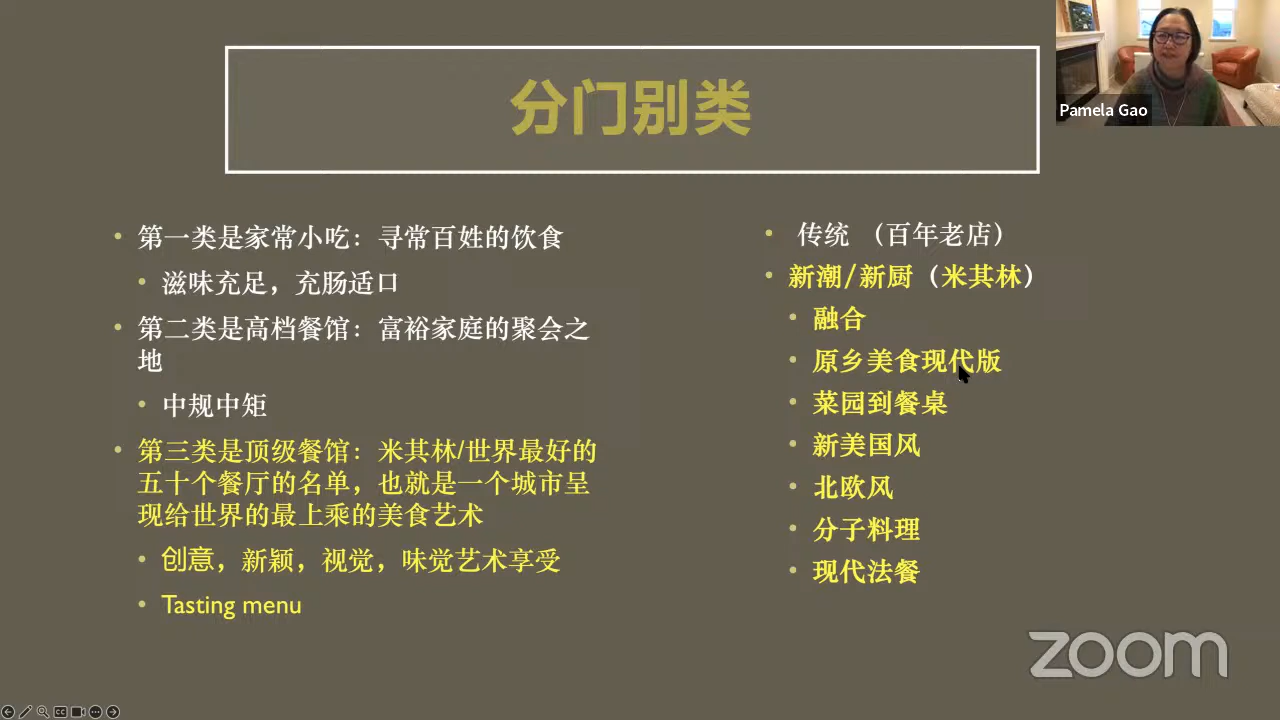 分门别类
Pamela Gao
第一类是家常小吃：寻常百姓的饮食
滋味充足，充肠适口
第二类是高档餐馆：富裕家庭的聚会之
地
中规中矩
第三类是顶级餐馆：米其林/世界最好的
五十个餐厅的名单，也就是一个城市呈
现给世界的最上乘的美食艺术
创意，新颖，视觉，味觉艺术享受
Tasting menu
传统 （百年老店）
新潮/新厨（米其林）
融合
原乡美食现代版
菜园到餐桌
新美国风
北欧风
分子料理
现代法餐
zoom